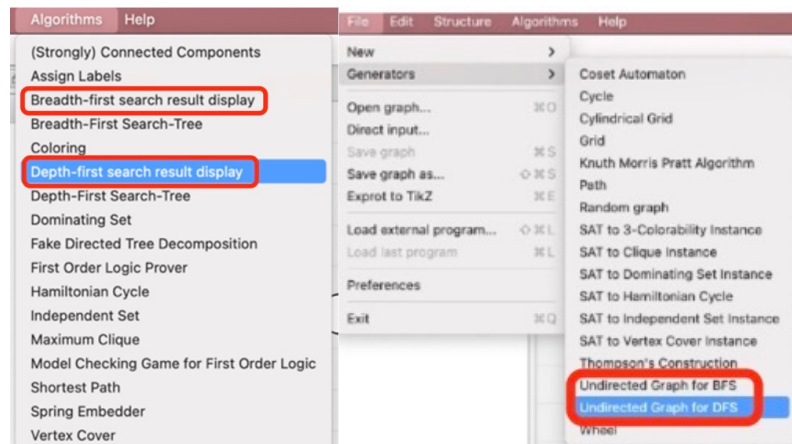 Algorithms Help
(Strongly) Connected Components
Assign Labels
Breadth-first search result display
Breadth-First Search-Tree
Coloring
Depth-first search result display
Depth-First Search-Tree
Dominating Set
Fake Directed Tree Decomposition
First Order Logic Prover
Hamiltonian Cycle
Independent Set
Maximum Clique
Model Checking Game for First Order Logic
Shortest Path
Spring Embedder
Vertex Cover
File Edit Structure Algorithms Help
New >
Generators >
Open graph... ⌘O
Direct input...
Save graph ⌘S
Save graph as... ⇧⌘S
Exprot to TikZ ⌘E
Load external program... ⇧⌘L
Load last program ⌘L
Preferences
Exit ⌘Q
Coset Automaton
Cycle
Cylindrical Grid
Grid
Knuth Morris Pratt Algorithm
Path
Random graph
SAT to 3-Colorability Instance
SAT to Clique Instance
SAT to Dominating Set Instance
SAT to Hamiltonian Cycle
SAT to Independent Set Instance
SAT to Vertex Cover Instance
Thompson's Construction
Undirected Graph for BFS
Undirected Graph for DFS
Wheel